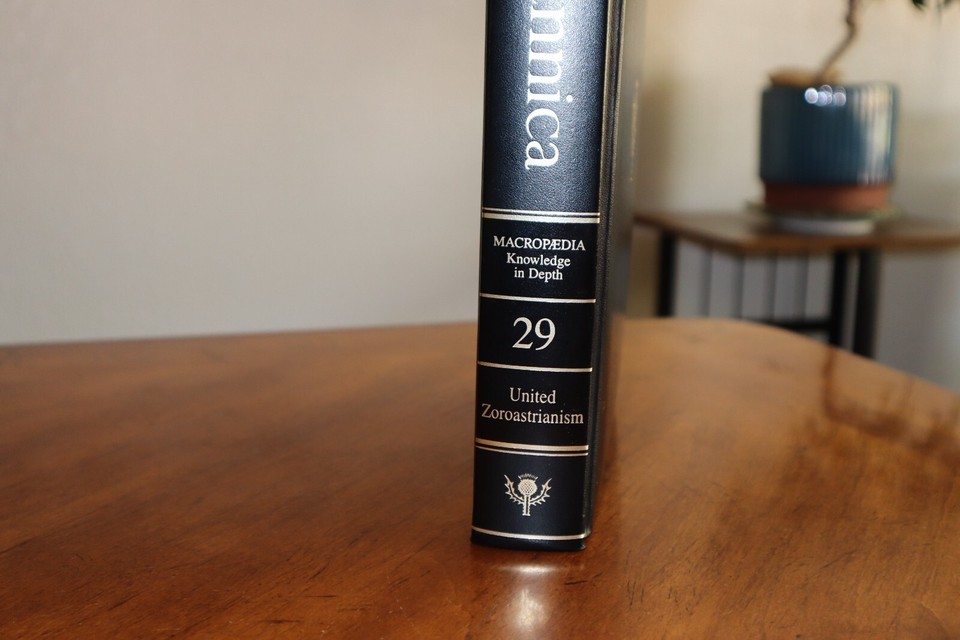 nnica
MACROPÆDIA
Knowledge
in Depth
29
United
Zoroastrianism